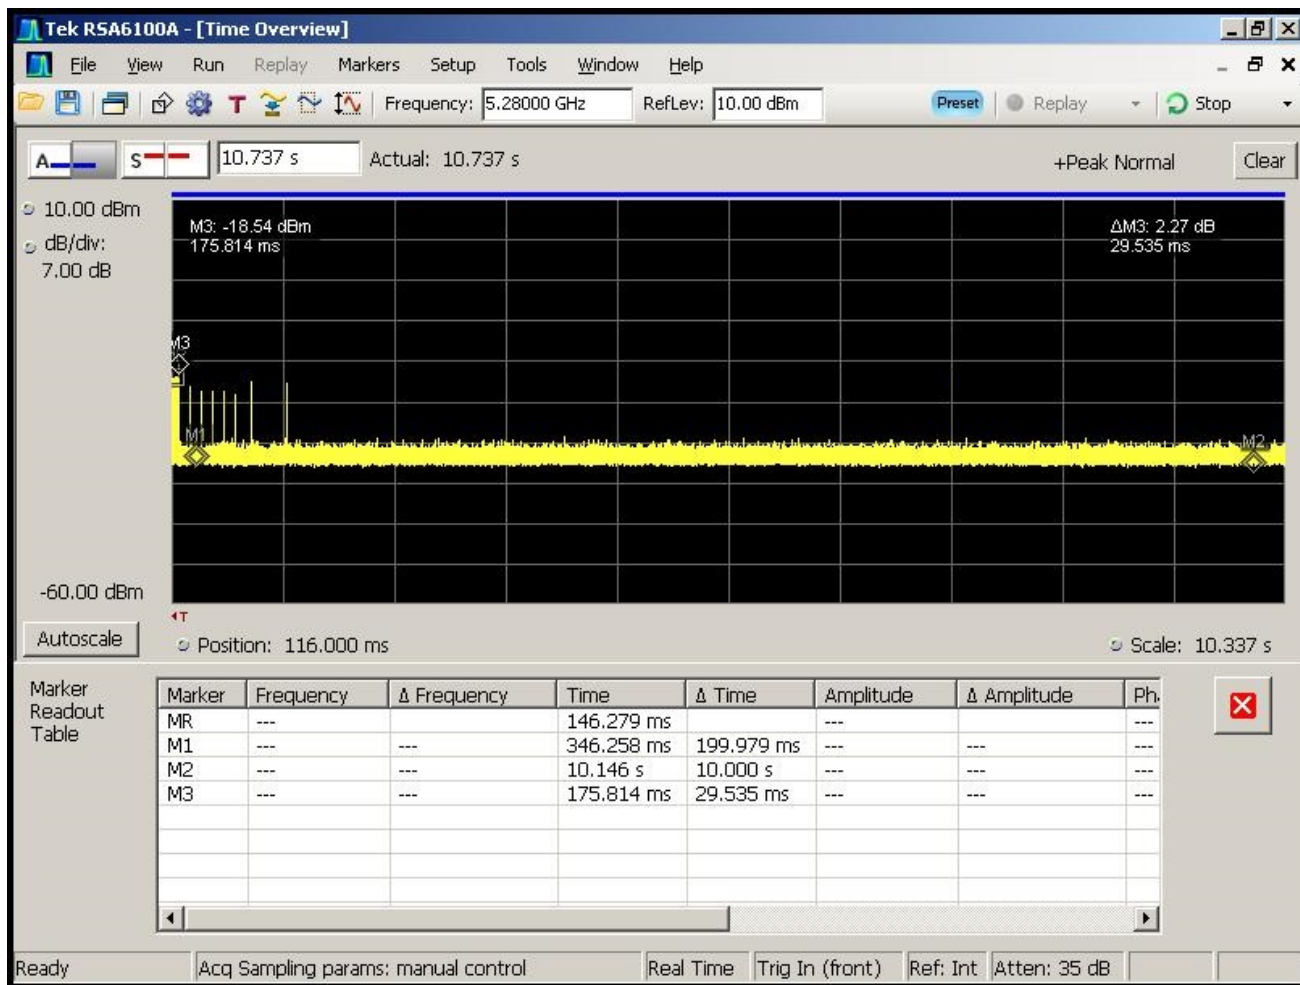 Tek RSA6100A - [Time Overview]
File View Run Replay Markers Setup Tools Window Help
T Frequency: 5.28000 GHz RefLev: 10.00 dBm Preset Replay Stop
A S 10.737 s Actual: 10.737 s +Peak Normal Clear
10.00 dBm
dB/div:
7.00 dB
M3: -18.54 dBm
175.814 ms
ΔM3: 2.27 dB
29.535 ms
M3
M1
M2
-60.00 dBm
T
Autoscale Position: 116.000 ms Scale: 10.337 s
Marker
Readout
Table
Marker Frequency Δ Frequency Time Δ Time Amplitude Δ Amplitude
MR --- 146.279 ms --- ---
M1 --- --- 346.258 ms 199.979 ms --- --- ---
M2 --- --- 10.146 s 10.000 s --- --- ---
M3 --- --- 175.814 ms 29.535 ms --- --- ---
Ready Acq Sampling params: manual control Real Time Trig In (front) Ref: Int Atten: 35 dB